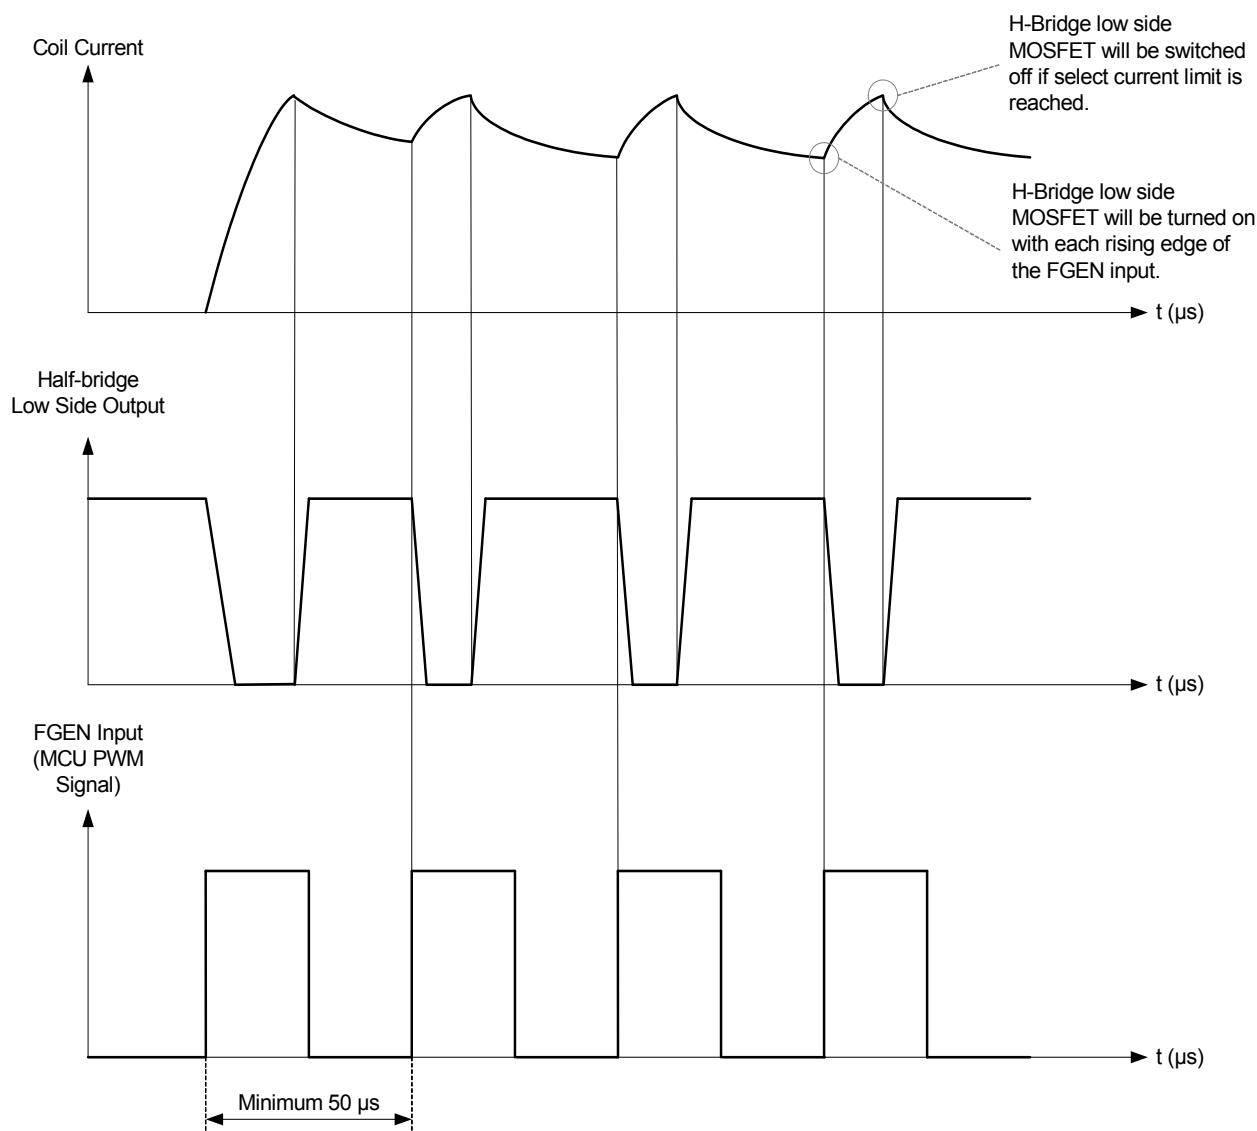 Coil Current
H-Bridge low side
MOSFET will be switched
off if select current limit is
reached.
H-Bridge low side
MOSFET will be turned on
with each rising edge of
the FGEN input.
t (µs)
Half-bridge
Low Side Output
t (µs)
FGEN Input
(MCU PWM
Signal)
t (µs)
Minimum 50 µs